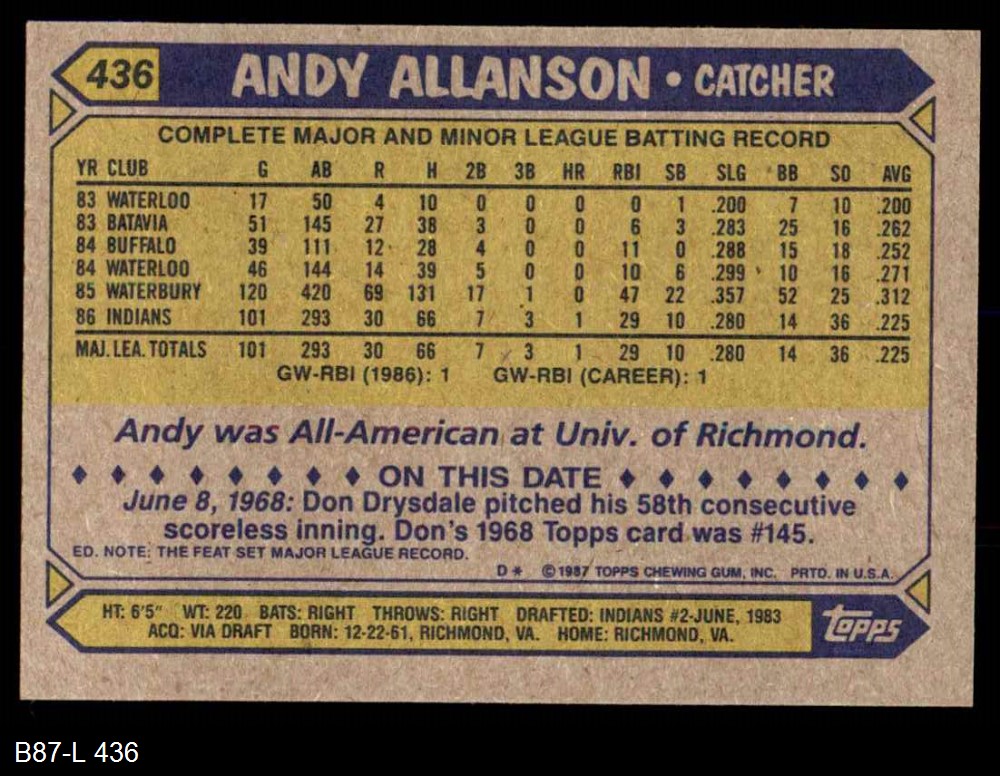 436 ANDY ALLANSON • CATCHER
COMPLETE MAJOR AND MINOR LEAGUE BATTING RECORD
YR CLUB G AB R H 2B 3B HR RBI SB SLG BB SO AVG
83 WATERLOO 17 50 4 10 0 0 0 0 1 .200 7 10 .200
83 BATAVIA 51 145 27 38 3 0 0 6 3 .283 25 16 .262
84 BUFFALO 39 111 12 28 4 0 0 11 0 .288 15 18 .252
84 WATERLOO 46 144 14 39 5 0 0 10 6 .299 10 16 .271
85 WATERBURY 120 420 69 131 17 1 0 47 22 .357 52 25 .312
86 INDIANS 101 293 30 66 7 3 1 29 10 .280 14 36 .225
MAJ. LEA. TOTALS 101 293 30 66 7 3 1 29 10 .280 14 36 .225
GW-RBI (1986): 1 GW-RBI (CAREER): 1
Andy was All-American at Univ. of Richmond.
ON THIS DATE
June 8, 1968: Don Drysdale pitched his 58th consecutive
scoreless inning. Don's 1968 Topps card was #145.
ED. NOTE: THE FEAT SET MAJOR LEAGUE RECORD.
D* © 1987 TOPPS CHEWING GUM, INC. PRTD. IN U.S.A.
HT: 6'5" WT: 220 BATS: RIGHT THROWS: RIGHT DRAFTED: INDIANS #2-JUNE, 1983
ACQ: VIA DRAFT BORN: 12-22-61, RICHMOND, VA. HOME: RICHMOND, VA.
topps
B87-L 436